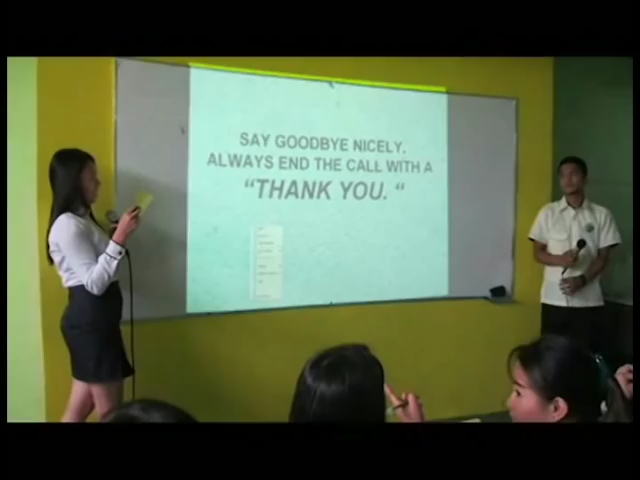 SAY GOODBYE NICELY.
ALWAYS END THE CALL WITH A
“THANK YOU. “